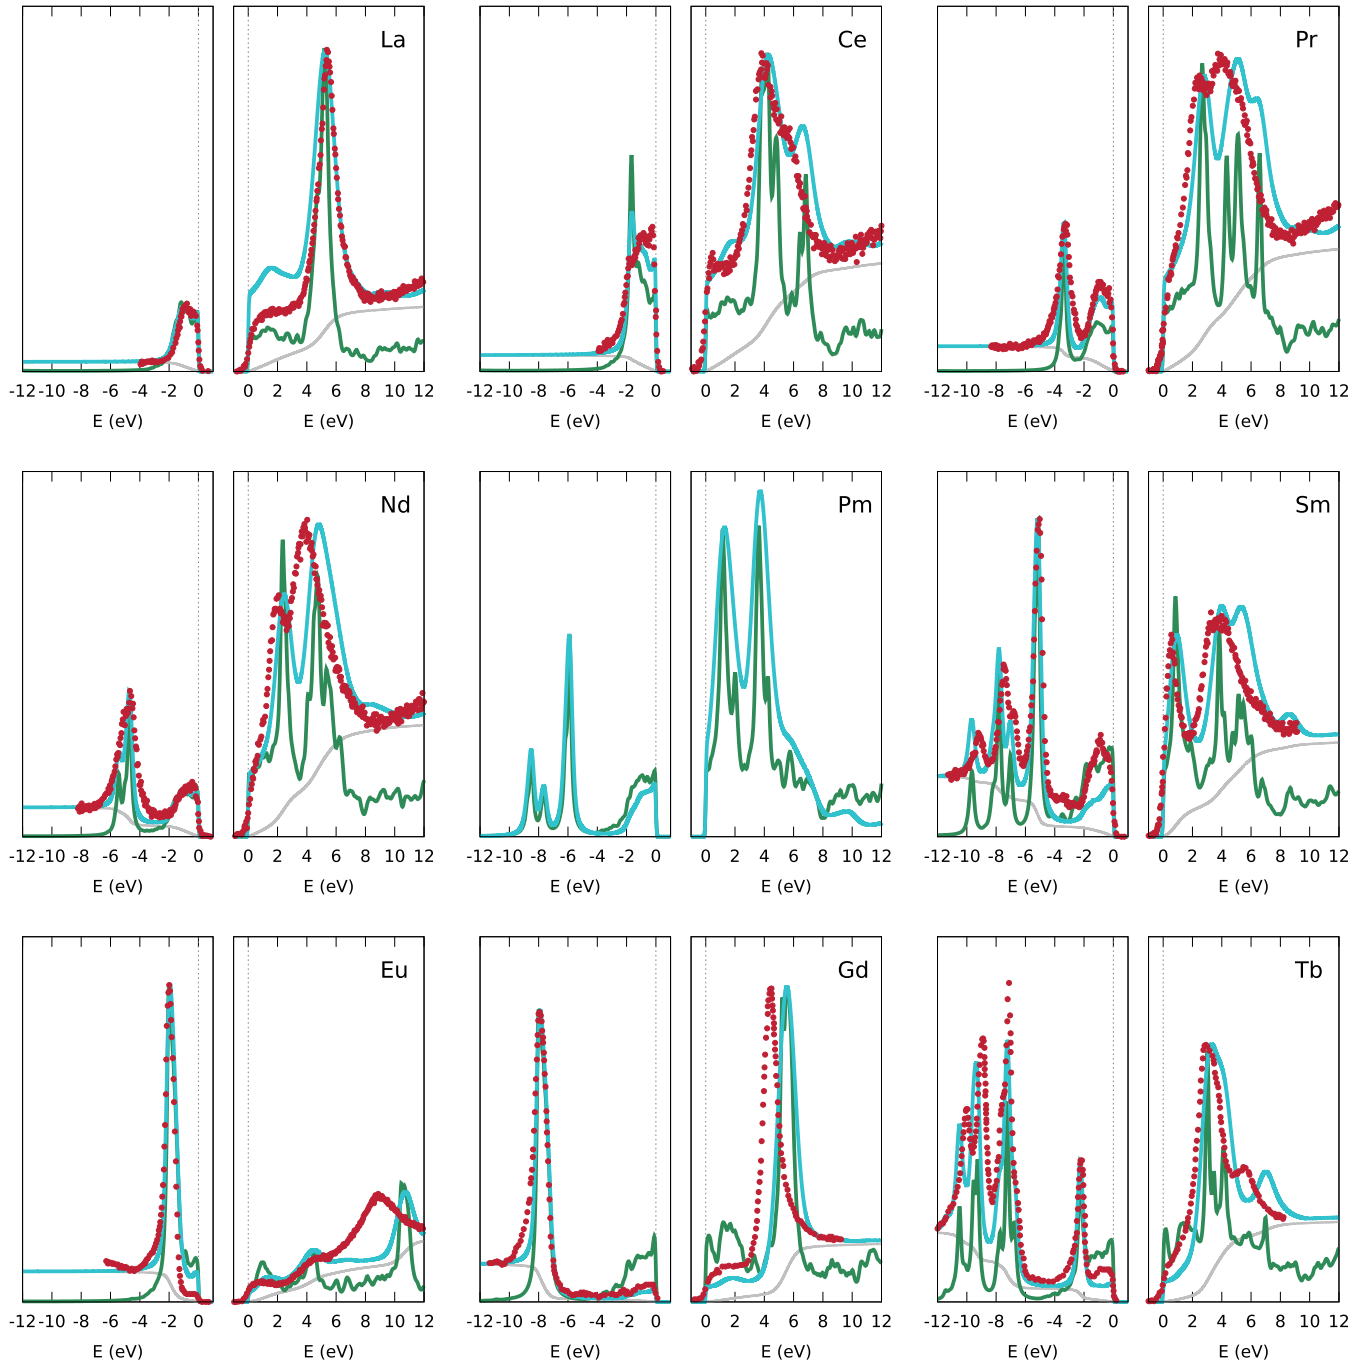 La
Ce
Pr
-12-10 -8 -6 -4 -2 0 0 2 4 6 8 10 12 -12-10 -8 -6 -4 -2 0 0 2 4 6 8 10 12 -12-10 -8 -6 -4 -2 0 0 2 4 6 8 10 12
E (eV) E (eV) E (eV) E (eV) E (eV) E (eV)
Nd
Pm
Sm
-12-10 -8 -6 -4 -2 0 0 2 4 6 8 10 12 -12-10 -8 -6 -4 -2 0 0 2 4 6 8 10 12 -12-10 -8 -6 -4 -2 0 0 2 4 6 8 10 12
E (eV) E (eV) E (eV) E (eV) E (eV) E (eV)
Eu
Gd
Tb
-12-10 -8 -6 -4 -2 0 0 2 4 6 8 10 12 -12-10 -8 -6 -4 -2 0 0 2 4 6 8 10 12 -12-10 -8 -6 -4 -2 0 0 2 4 6 8 10 12
E (eV) E (eV) E (eV) E (eV) E (eV) E (eV)